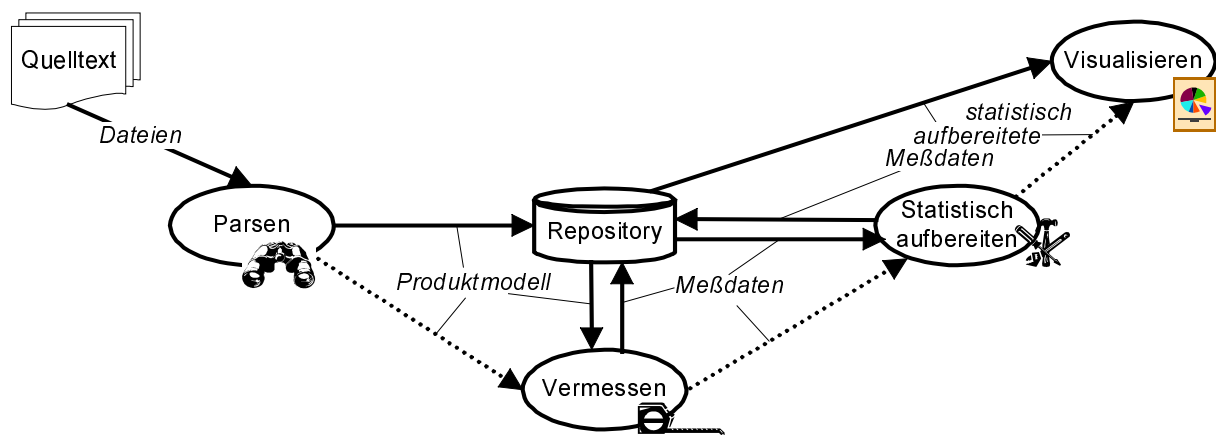 Quelltext
Visualisieren
Dateien
statistisch
aufbereitete
Meßdaten
Parsen
Repository
Statistisch
aufbereiten
Produktmodell
Meßdaten
Vermessen